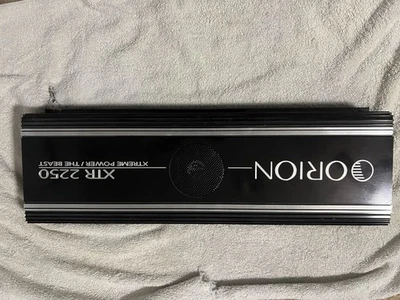 ORION
XTR 2250
XTREME POWER / THE BEAST